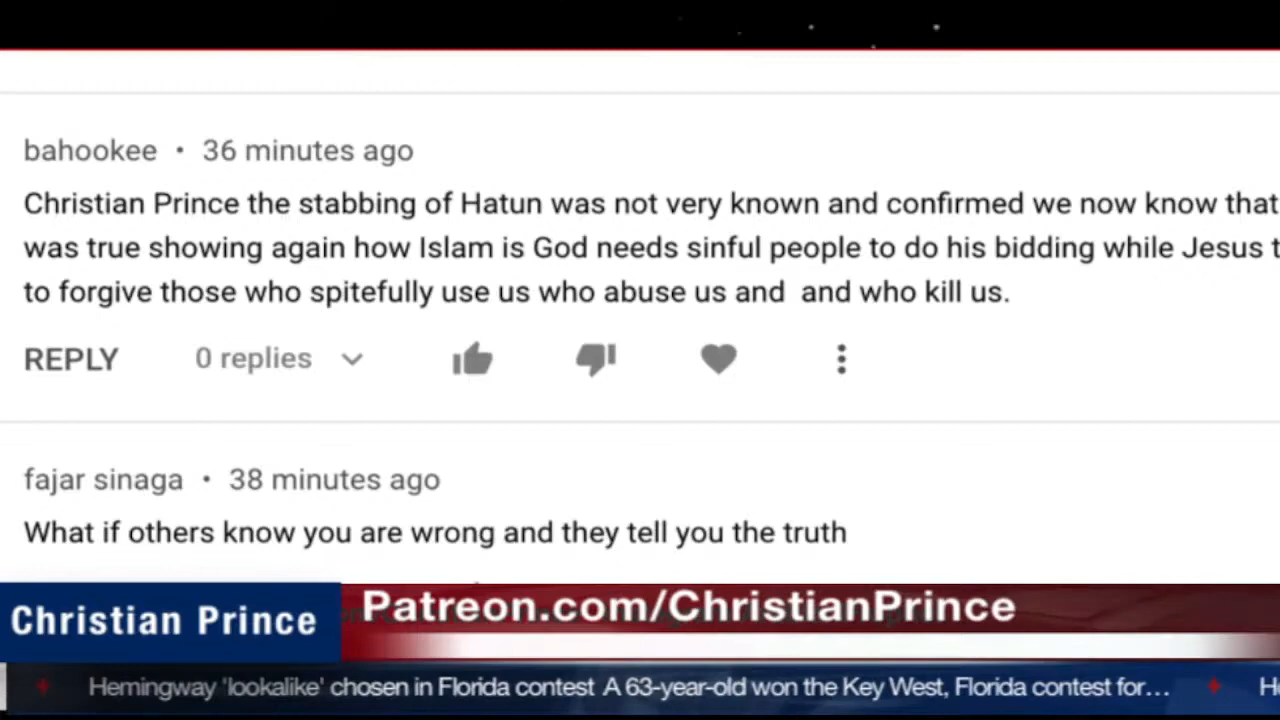 bahookee • 36 minutes ago
Christian Prince the stabbing of Hatun was not very known and confirmed we now know that
was true showing again how Islam is God needs sinful people to do his bidding while Jesus t
to forgive those who spitefully use us who abuse us and  and who kill us.
REPLY 0 replies
fajar sinaga • 38 minutes ago
What if others know you are wrong and they tell you the truth
Christian Prince Patreon.com/ChristianPrince
Hemingway 'lookalike' chosen in Florida contest A 63-year-old won the Key West, Florida contest for...